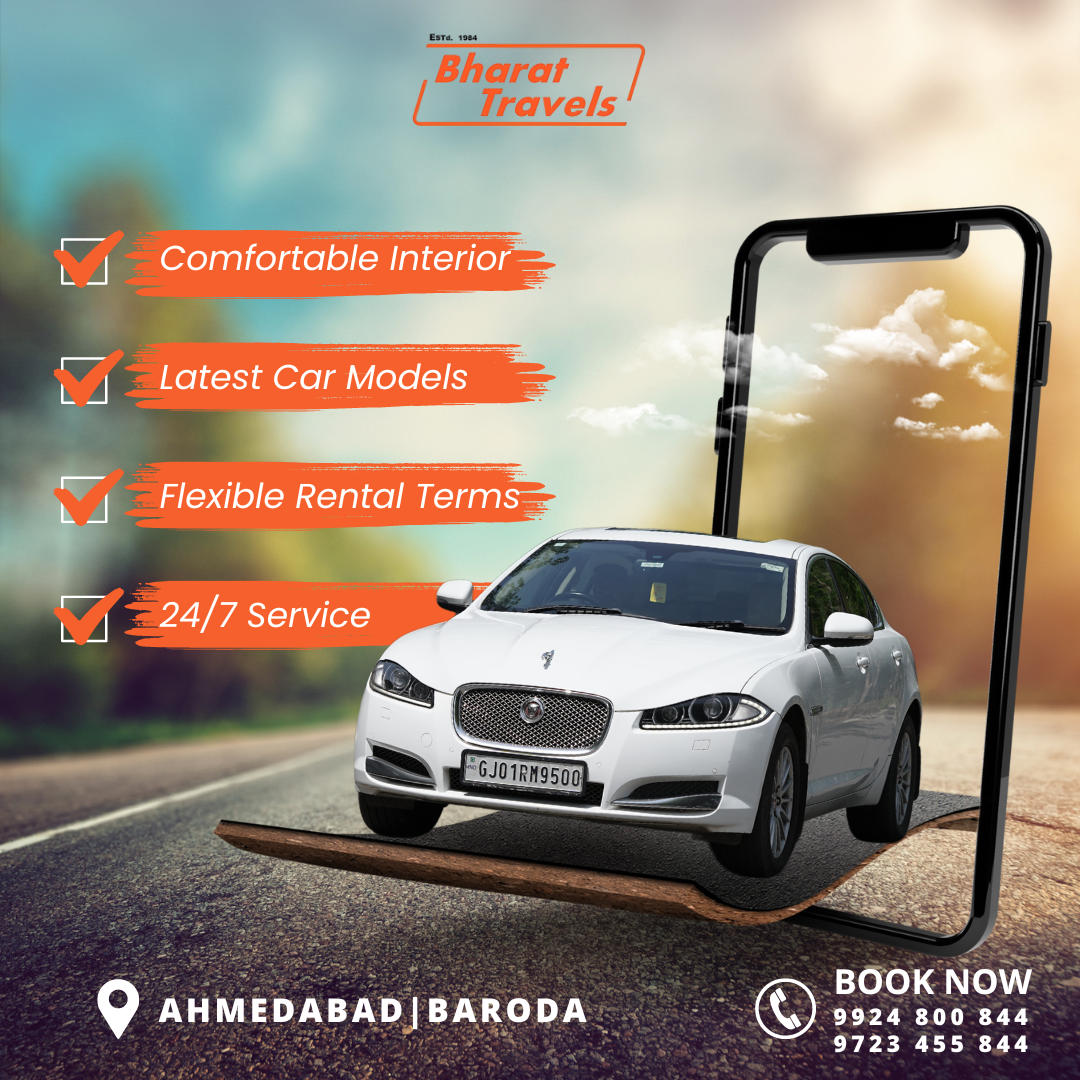 ESTd. 1984
Bharat
Travels
Comfortable Interior
Latest Car Models
Flexible Rental Terms
24/7 Service
GJ01RM9500
AHMEDABAD|BARODA
BOOK NOW
9924 800 844
9723 455 844